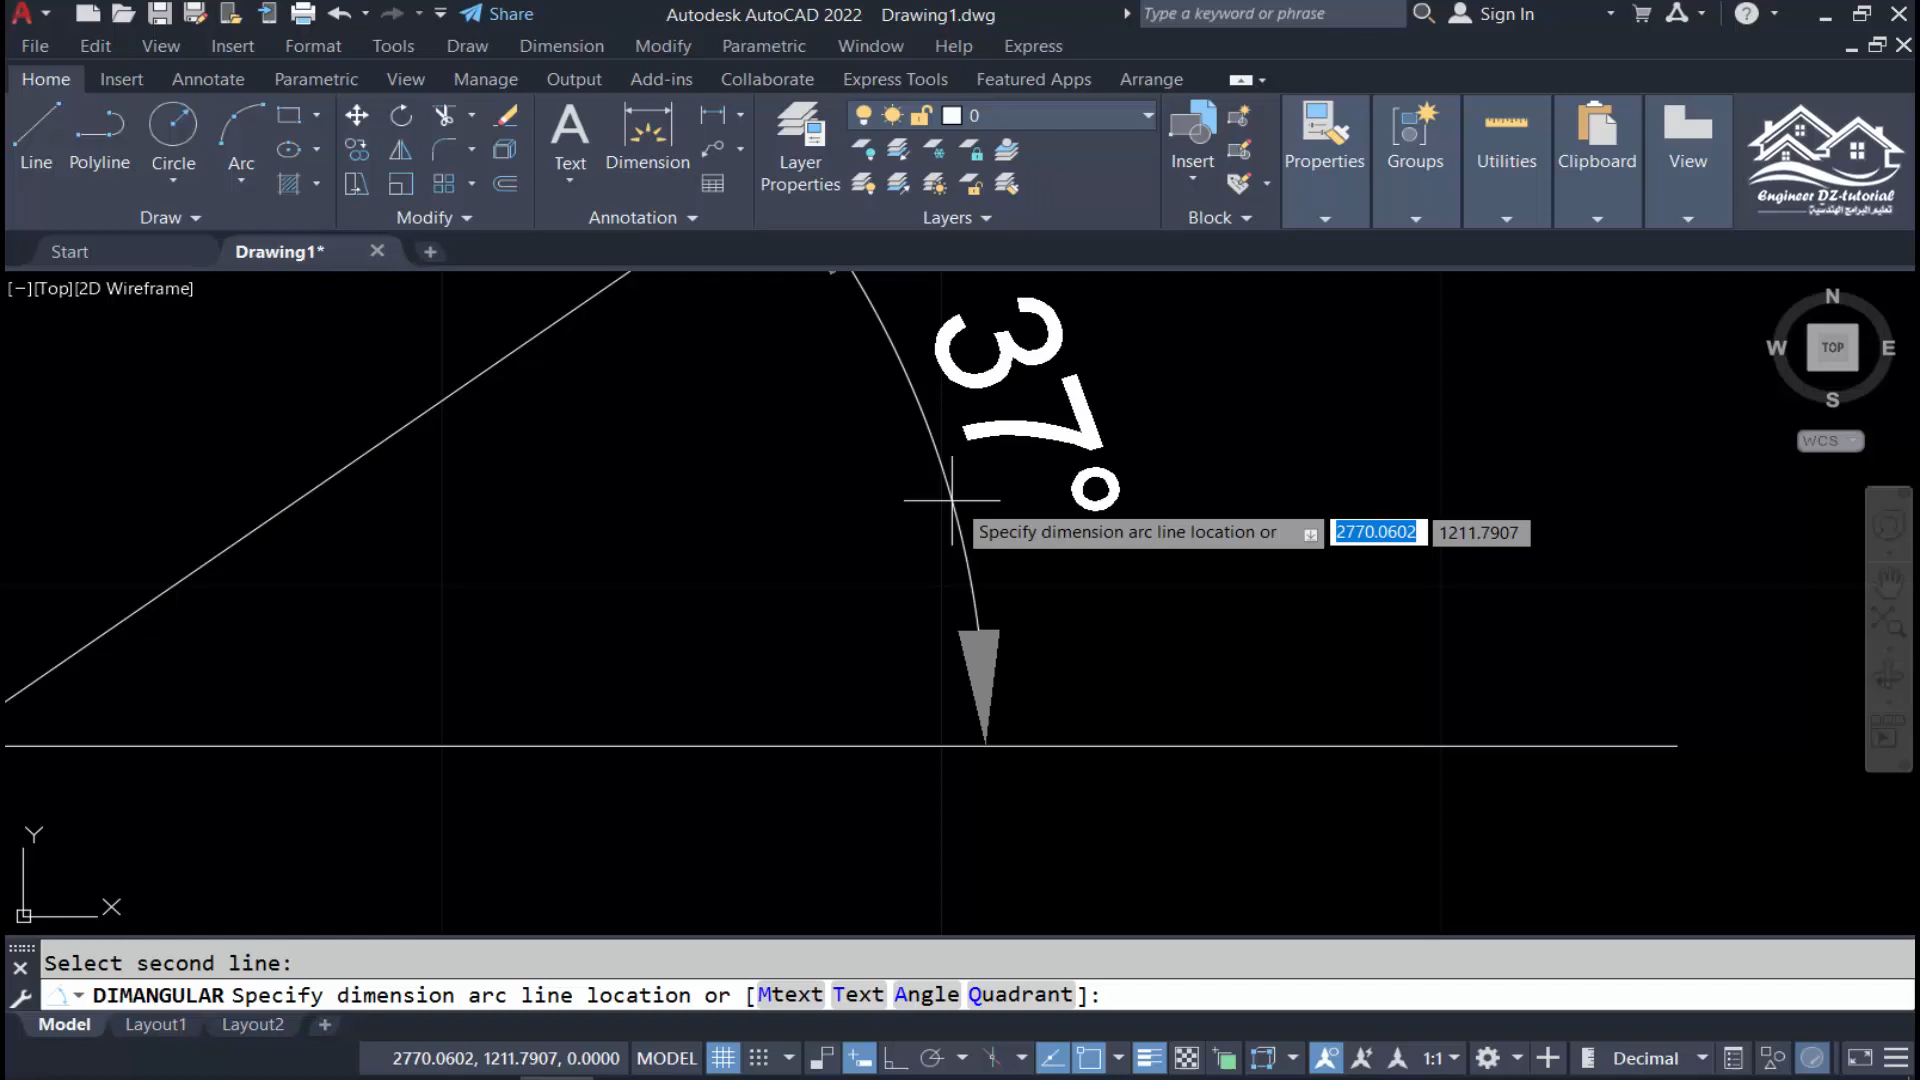 Share
Autodesk AutoCAD 2022 Drawing1.dwg
Type a keyword or phrase
Sign In
File Edit View Insert Format Tools Draw Dimension Modify Parametric Window Help Express
Home Insert Annotate Parametric View Manage Output Add-ins Collaborate Express Tools Featured Apps Arrange
0
Line Polyline Circle Arc
Text Dimension
Layer Properties
Insert
Properties Groups Utilities Clipboard View
Engineer DZ-tutorial
تعليم البرامج الهندسية
Draw Modify Annotation Layers Block
Start Drawing1*
[−][Top][2D Wireframe]
N
W TOP E
S
WCS
37°
Specify dimension arc line location or 2770.0602 1211.7907
Y
X
Select second line:
DIMANGULAR Specify dimension arc line location or [Mtext Text Angle Quadrant]:
Model Layout1 Layout2
2770.0602, 1211.7907, 0.0000 MODEL 1:1 Decimal